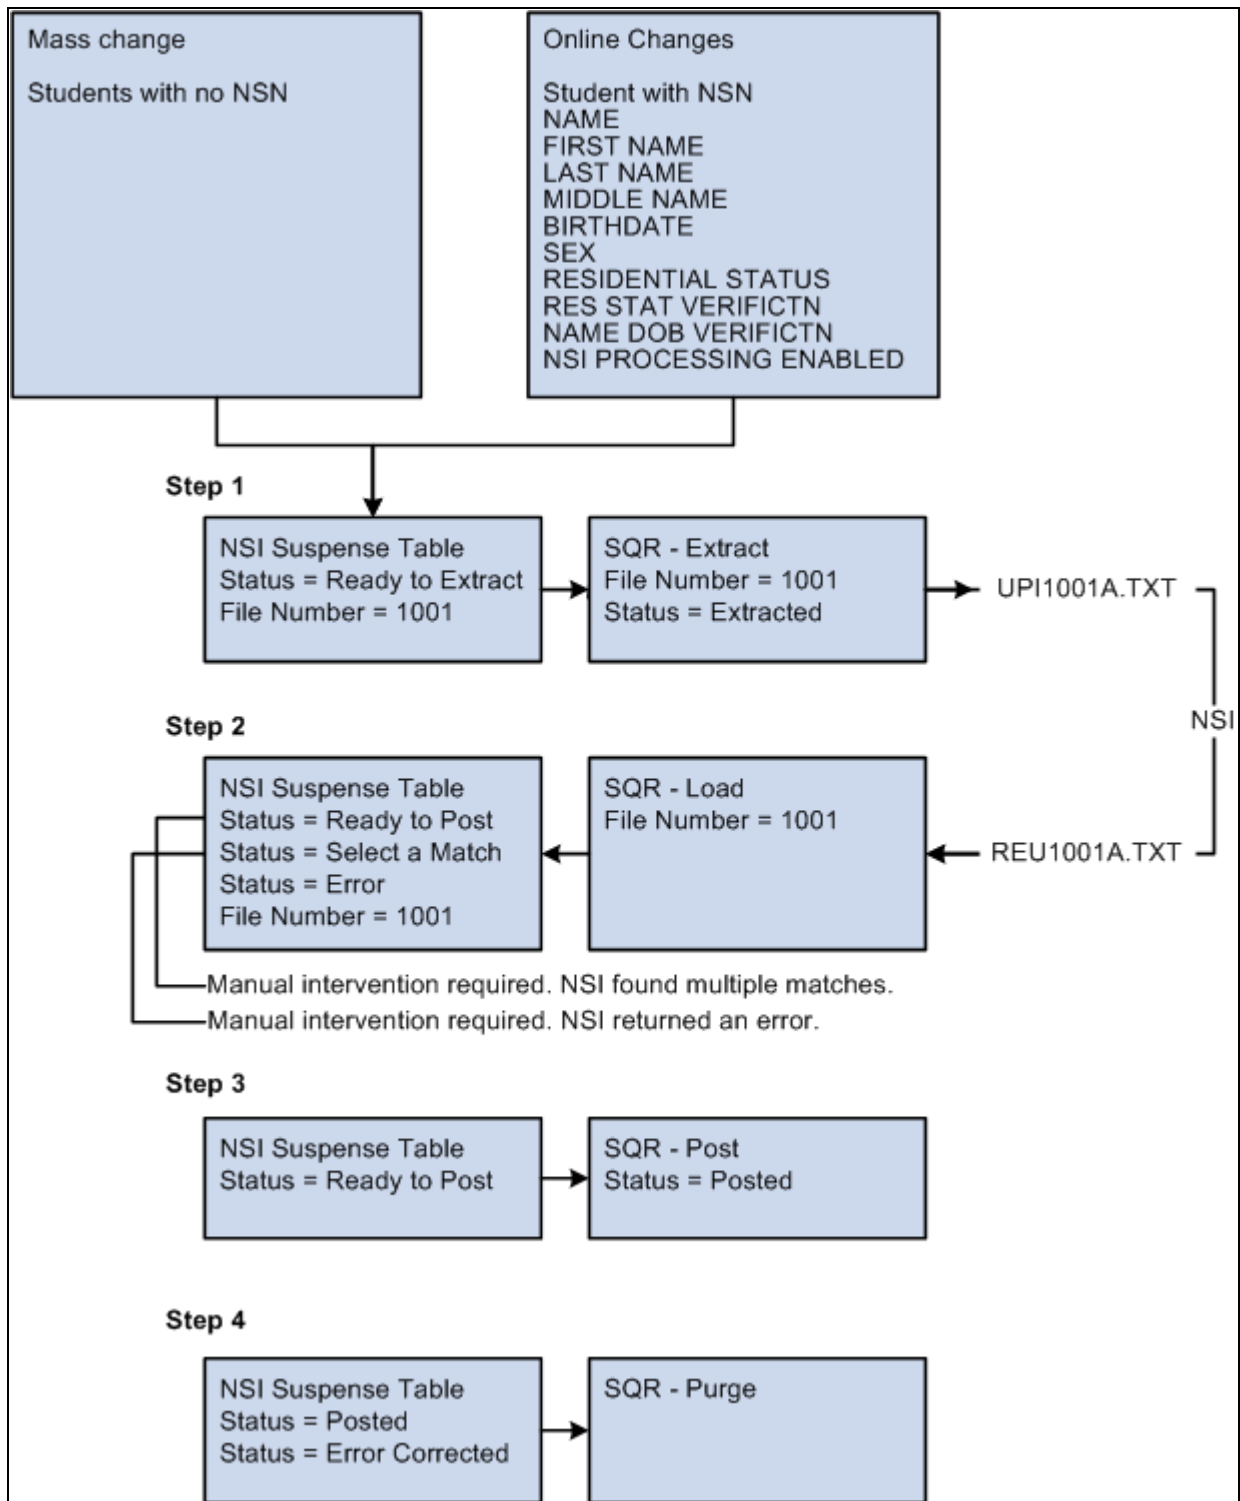 Mass change
Students with no NSN
Online Changes
Student with NSN
NAME
FIRST NAME
LAST NAME
MIDDLE NAME
BIRTHDATE
SEX
RESIDENTIAL STATUS
RES STAT VERIFICTN
NAME DOB VERIFICTN
NSI PROCESSING ENABLED
Step 1
NSI Suspense Table
Status = Ready to Extract
File Number = 1001
SQR - Extract
File Number = 1001
Status = Extracted
UPI1001A.TXT
NSI
Step 2
NSI Suspense Table
Status = Ready to Post
Status = Select a Match
Status = Error
File Number = 1001
SQR - Load
File Number = 1001
REU1001A.TXT
Manual intervention required. NSI found multiple matches.
Manual intervention required. NSI returned an error.
Step 3
NSI Suspense Table
Status = Ready to Post
SQR - Post
Status = Posted
Step 4
NSI Suspense Table
Status = Posted
Status = Error Corrected
SQR - Purge